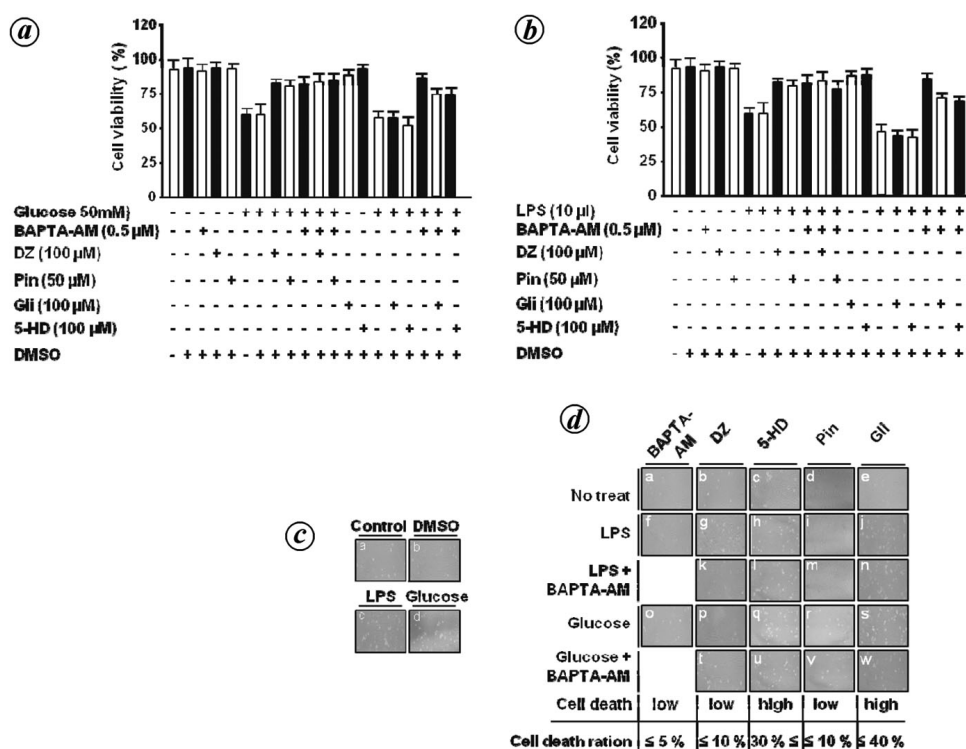 a
120
100
75
50
25
0
Cell viability (%)
Glucose 50mM} - - - - - + + + + + + + - - + + + + + +
BAPTA-AM (0.5 µM) - - + - - - - - - + + + - - - - - + + +
DZ (100 µM) - - - + - - - + - - + - - - - - - - - -
Pin (50 µM) - - - - + - - - + - - + - - - - - - - -
Gli (100 µM) - - - - - - - - - - - - + - - + - - + -
5-HD (100 µM) - - - - - - - - - - - - - + - - + - - +
DMSO - + + + + - + + + + + + + + + + + + + +
b
120
100
75
50
25
0
Cell viability (%)
LPS (10 µl) - - - - - + + + + + + + - - + + + + + +
BAPTA-AM (0.5 µM) - - + - - - - - - + + + - - - - - + + +
DZ (100 µM) - - - + - - - + - - + - - - - - - - - -
Pin (50 µM) - - - - + - - - + - - + - - - - - - - -
Gli (100 µM) - - - - - - - - - - - - + - - + - - + -
5-HD (100 µM) - - - - - - - - - - - - - + - - + - - +
DMSO - + + + + - + + + + + + + + + + + + + +
c
Control DMSO
a b
LPS Glucose
c d
d
BAPTA-AM DZ 5-HD Pin Gli
No treat a b c d e
LPS f g h i j
LPS + BAPTA-AM k l m n
Glucose o p q r s
Glucose + BAPTA-AM t u v w
Cell death low low high low high
Cell death ration ≤ 5 % ≤ 10 % 30 % ≤ ≤ 10 % ≤ 40 %